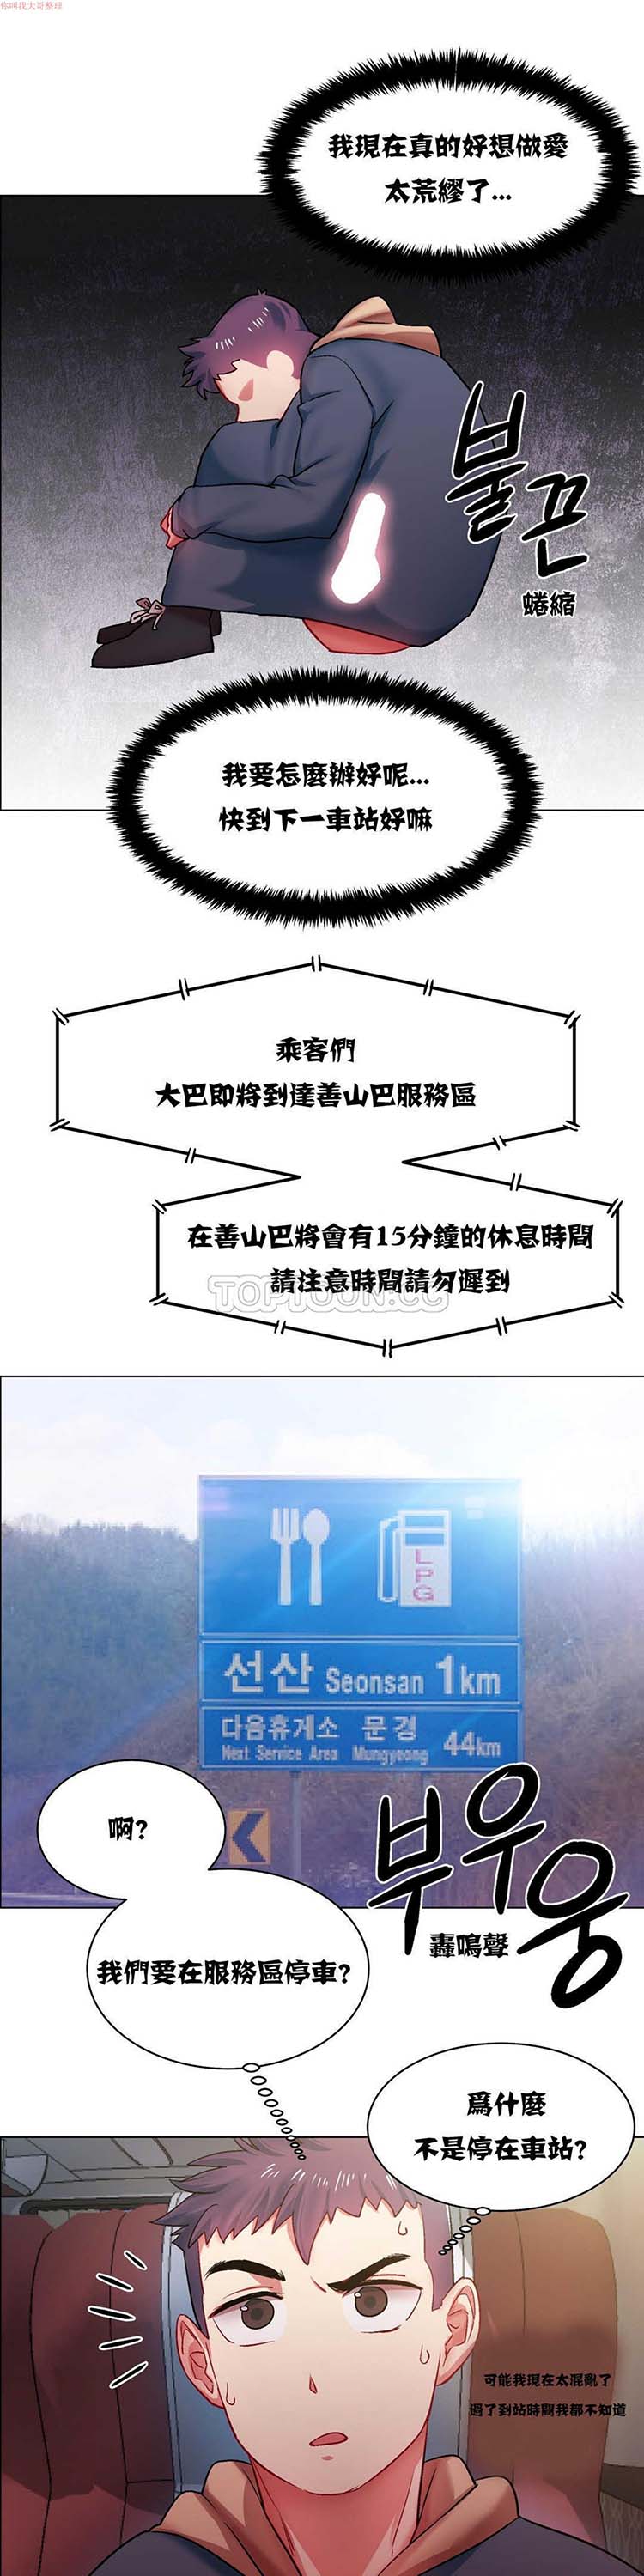 你叫我大哥整理
我現在真的好想做愛
太荒繆了...
불끈
蜷縮
我要怎麼辦好呢...
快到下一車站好嘛
乘客們
大巴即將到達善山巴服務區
在善山巴將會有15分鐘的休息時間
請注意時間請勿遲到
TOPTOON.CC
LPG
선산 Seonsan 1km
다음휴게소 문경 44km
Next Service Area Mungyeong
啊?
부우웅
轟鳴聲
我們要在服務區停車?
爲什麼
不是停在車站?
可能我現在太混亂了
過了到站時間我都不知道